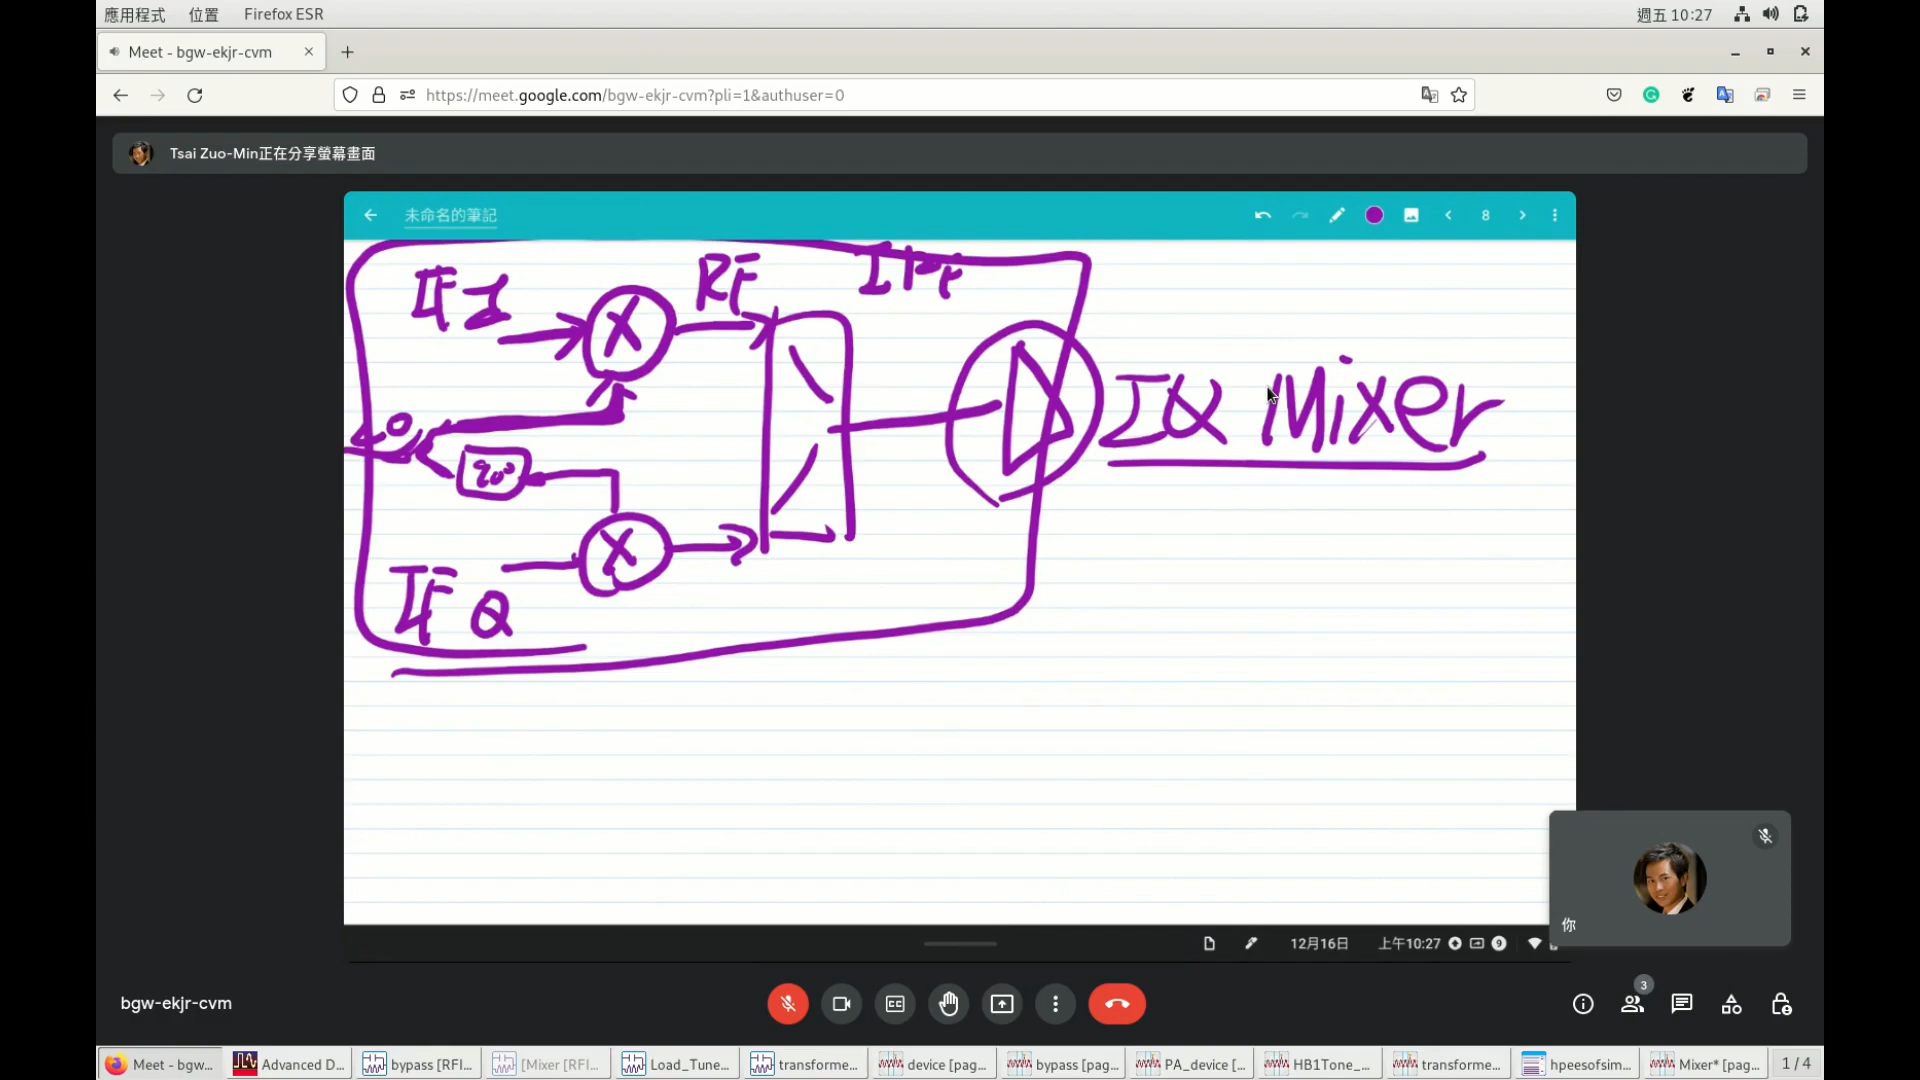 應用程式 位置 Firefox ESR 週五 10:27
Meet - bgw-ekjr-cvm
https://meet.google.com/bgw-ekjr-cvm?pli=1&authuser=0
Tsai Zuo-Min正在分享螢幕畫面
未命名的筆記 8
IF I RF
X
LO
90°
IQ Mixer
X
IF Q
你
12月16日 上午10:27 9
bgw-ekjr-cvm 3
Meet - bgw... Advanced D... bypass [RFI... [Mixer [RFI... Load_Tune... transforme... device [pag... bypass [pag... PA_device [... HB1Tone_... transforme... hpeesofsim... Mixer* [pag... 1 / 4